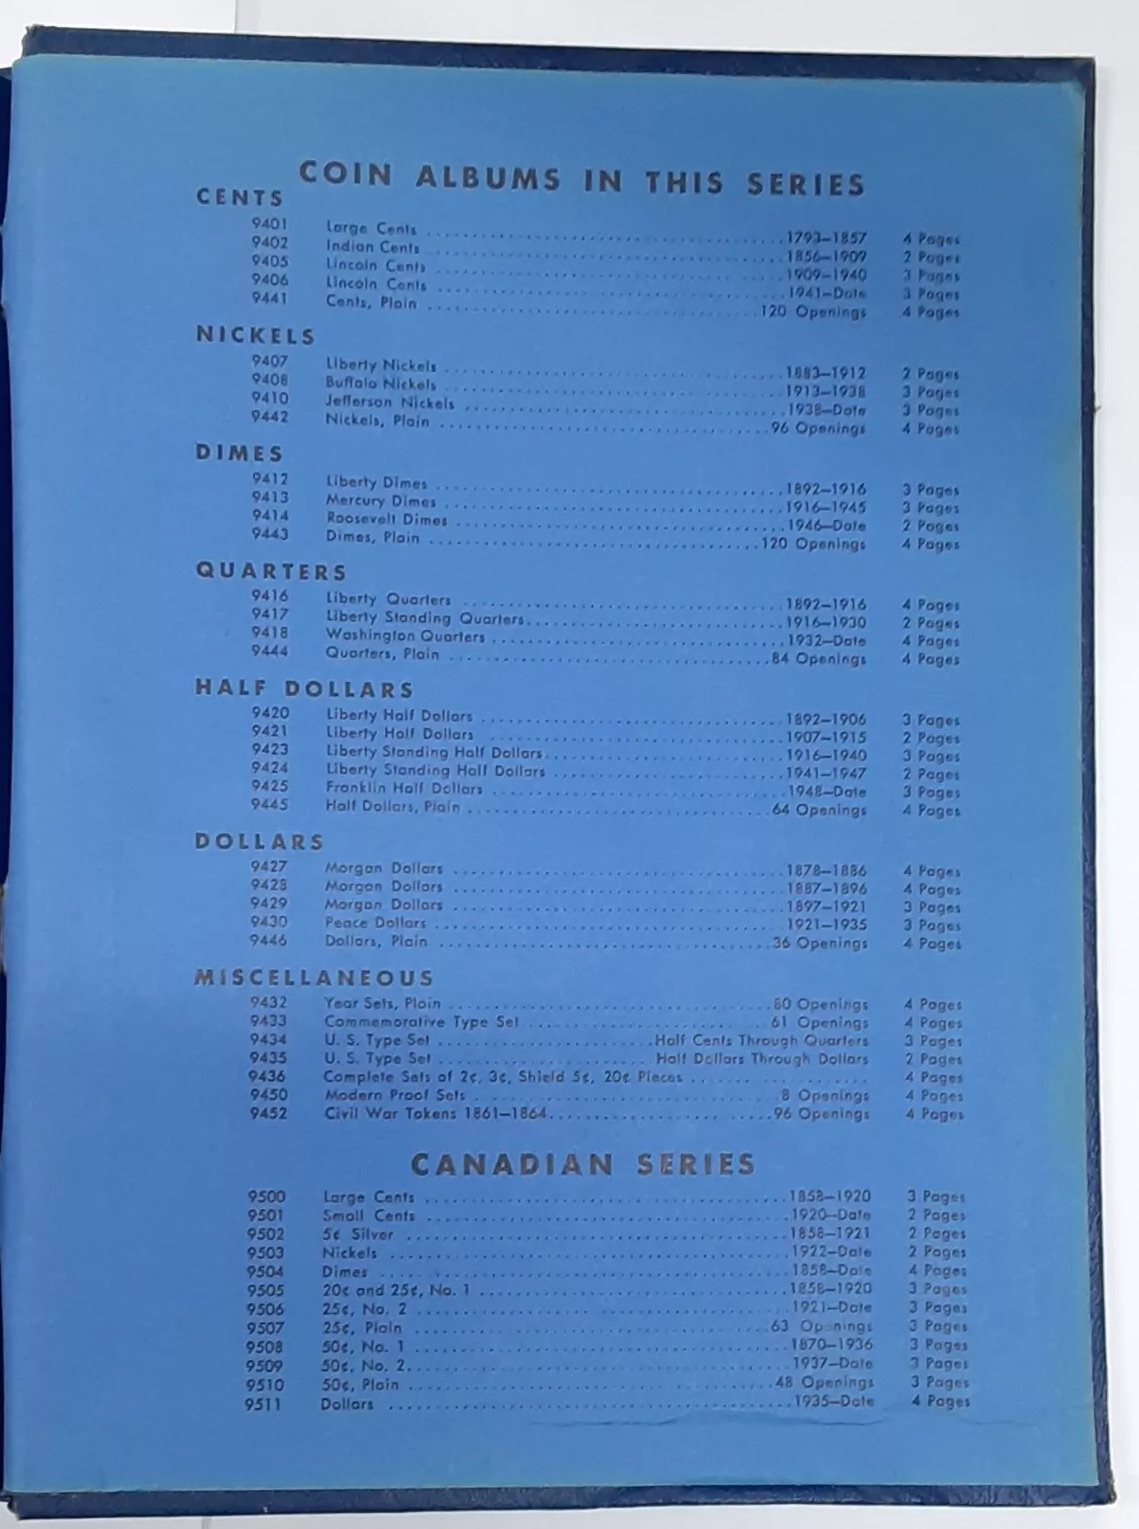 COIN ALBUMS IN THIS SERIES
CENTS
9401 Large Cents 1793–1857 4 Pages
9402 Indian Cents 1856–1909 2 Pages
9405 Lincoln Cents 1909–1940 3 Pages
9406 Lincoln Cents 1941–Date 3 Pages
9441 Cents, Plain 120 Openings 4 Pages
NICKELS
9407 Liberty Nickels 1883–1912 2 Pages
9408 Buffalo Nickels 1913–1938 3 Pages
9410 Jefferson Nickels 1938–Date 3 Pages
9442 Nickels, Plain 96 Openings 4 Pages
DIMES
9412 Liberty Dimes 1892–1916 3 Pages
9413 Mercury Dimes 1916–1945 3 Pages
9414 Roosevelt Dimes 1946–Date 2 Pages
9443 Dimes, Plain 120 Openings 4 Pages
QUARTERS
9416 Liberty Quarters 1892–1916 4 Pages
9417 Liberty Standing Quarters 1916–1930 2 Pages
9418 Washington Quarters 1932–Date 4 Pages
9444 Quarters, Plain 84 Openings 4 Pages
HALF DOLLARS
9420 Liberty Half Dollars 1892–1906 3 Pages
9421 Liberty Half Dollars 1907–1915 2 Pages
9423 Liberty Standing Half Dollars 1916–1940 3 Pages
9424 Liberty Standing Half Dollars 1941–1947 2 Pages
9425 Franklin Half Dollars 1948–Date 3 Pages
9445 Half Dollars, Plain 64 Openings 4 Pages
DOLLARS
9427 Morgan Dollars 1878–1886 4 Pages
9428 Morgan Dollars 1887–1896 4 Pages
9429 Morgan Dollars 1897–1921 3 Pages
9430 Peace Dollars 1921–1935 3 Pages
9446 Dollars, Plain 36 Openings 4 Pages
MISCELLANEOUS
9432 Year Sets, Plain 80 Openings 4 Pages
9433 Commemorative Type Set 61 Openings 4 Pages
9434 U. S. Type Set Half Cents Through Quarters 3 Pages
9435 U. S. Type Set Half Dollars Through Dollars 2 Pages
9436 Complete Sets of 2¢, 3¢, Shield 5¢, 20¢ Pieces 4 Pages
9450 Modern Proof Sets 8 Openings 4 Pages
9452 Civil War Tokens 1861–1864 96 Openings 4 Pages
CANADIAN SERIES
9500 Large Cents 1858–1920 3 Pages
9501 Small Cents 1920–Date 2 Pages
9502 5¢ Silver 1858–1921 2 Pages
9503 Nickels 1922–Date 2 Pages
9504 Dimes 1858–Date 4 Pages
9505 20¢ and 25¢, No. 1 1858–1920 3 Pages
9506 25¢, No. 2 1921–Date 3 Pages
9507 25¢, Plain 63 Openings 3 Pages
9508 50¢, No. 1 1870–1936 3 Pages
9509 50¢, No. 2 1937–Date 3 Pages
9510 50¢, Plain 48 Openings 3 Pages
9511 Dollars 1935–Date 4 Pages